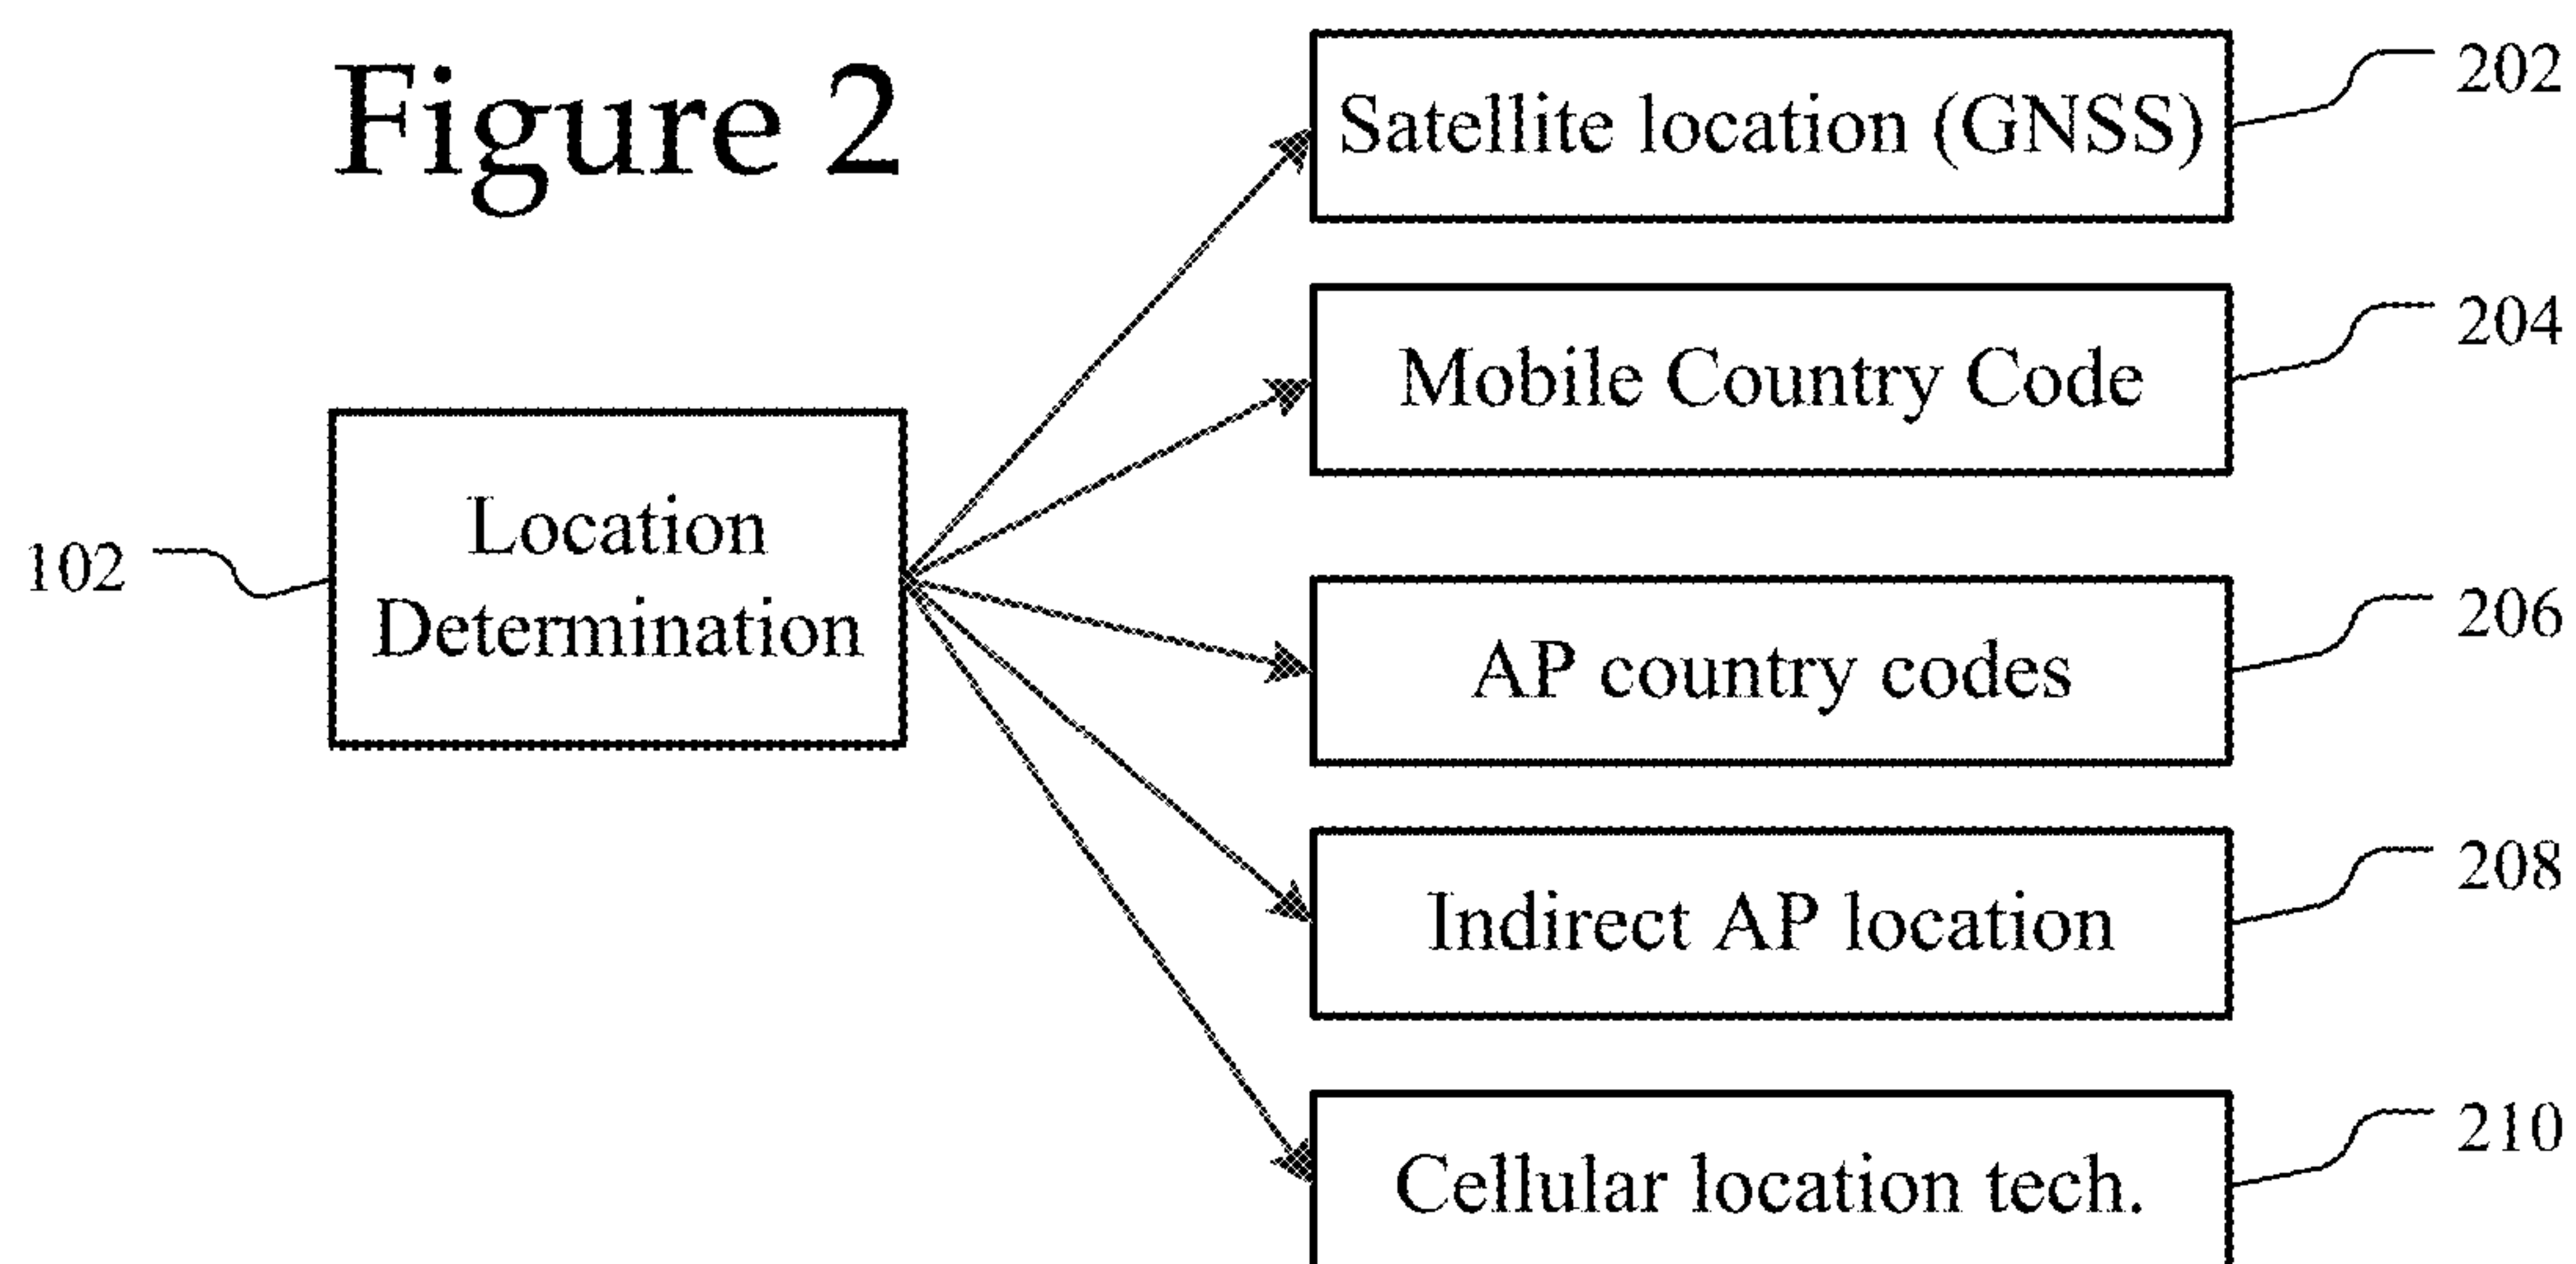 Figure 2
Satellite location (GNSS)
202
Mobile Country Code
204
Location
Determination
102
AP country codes
206
Indirect AP location
208
Cellular location tech.
210